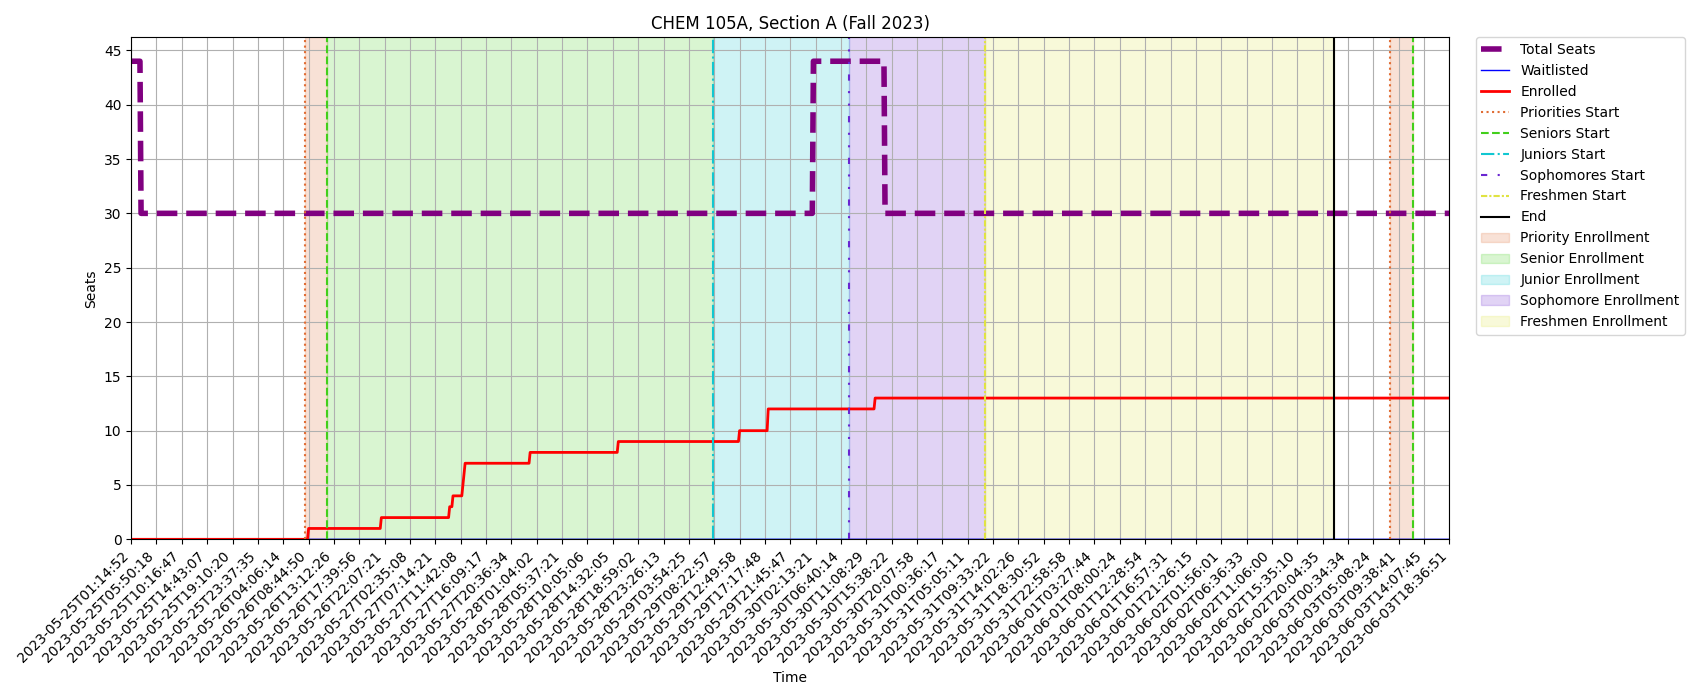 CHEM 105A, Section A (Fall 2023)
Seats
45
40
35
30
25
20
15
10
5
0
2023-05-25T01:14:52
2023-05-25T05:50:18
2023-05-25T10:16:47
2023-05-25T14:43:07
2023-05-25T19:10:20
2023-05-25T23:37:35
2023-05-26T04:06:14
2023-05-26T08:44:50
2023-05-26T13:12:26
2023-05-26T17:39:56
2023-05-26T22:07:21
2023-05-27T02:35:08
2023-05-27T07:14:21
2023-05-27T11:42:08
2023-05-27T16:09:17
2023-05-27T20:36:34
2023-05-28T01:04:02
2023-05-28T05:37:21
2023-05-28T10:05:06
2023-05-28T14:32:05
2023-05-28T18:59:02
2023-05-28T23:26:13
2023-05-29T03:54:25
2023-05-29T08:22:57
2023-05-29T12:49:58
2023-05-29T17:17:48
2023-05-29T21:45:47
2023-05-30T02:13:21
2023-05-30T06:40:14
2023-05-30T11:08:29
2023-05-30T15:38:22
2023-05-30T20:07:58
2023-05-31T00:36:17
2023-05-31T05:05:11
2023-05-31T09:33:22
2023-05-31T14:02:26
2023-05-31T18:30:52
2023-05-31T22:58:58
2023-06-01T03:27:44
2023-06-01T08:00:24
2023-06-01T12:28:54
2023-06-01T16:57:31
2023-06-01T21:26:15
2023-06-02T01:56:01
2023-06-02T06:36:33
2023-06-02T11:06:00
2023-06-02T15:35:10
2023-06-02T20:04:35
2023-06-03T00:34:34
2023-06-03T05:08:24
2023-06-03T09:38:41
2023-06-03T14:07:45
2023-06-03T18:36:51
Time
Total Seats
Waitlisted
Enrolled
Priorities Start
Seniors Start
Juniors Start
Sophomores Start
Freshmen Start
End
Priority Enrollment
Senior Enrollment
Junior Enrollment
Sophomore Enrollment
Freshmen Enrollment